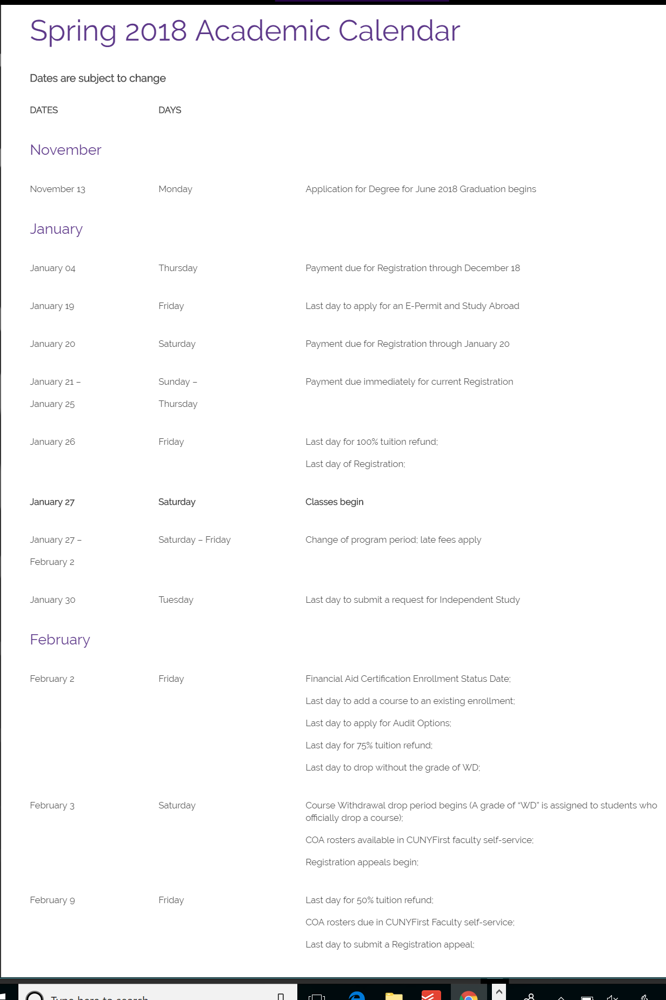 Spring 2018 Academic Calendar
Dates are subject to change
DATES DAYS
November
November 13 Monday Application for Degree for June 2018 Graduation begins
January
January 04 Thursday Payment due for Registration through December 18
January 19 Friday Last day to apply for an E-Permit and Study Abroad
January 20 Saturday Payment due for Registration through January 20
January 21 – Sunday – Payment due immediately for current Registration
January 25 Thursday
January 26 Friday Last day for 100% tuition refund;
Last day of Registration;
January 27 Saturday Classes begin
January 27 – Saturday – Friday Change of program period; late fees apply
February 2
January 30 Tuesday Last day to submit a request for Independent Study
February
February 2 Friday Financial Aid Certification Enrollment Status Date;
Last day to add a course to an existing enrollment;
Last day to apply for Audit Options;
Last day for 75% tuition refund;
Last day to drop without the grade of WD;
February 3 Saturday Course Withdrawal drop period begins (A grade of “WD” is assigned to students who
officially drop a course);
COA rosters available in CUNYFirst faculty self-service;
Registration appeals begin;
February 9 Friday Last day for 50% tuition refund;
COA rosters due in CUNYFirst Faculty self-service;
Last day to submit a Registration appeal;
Type here to search